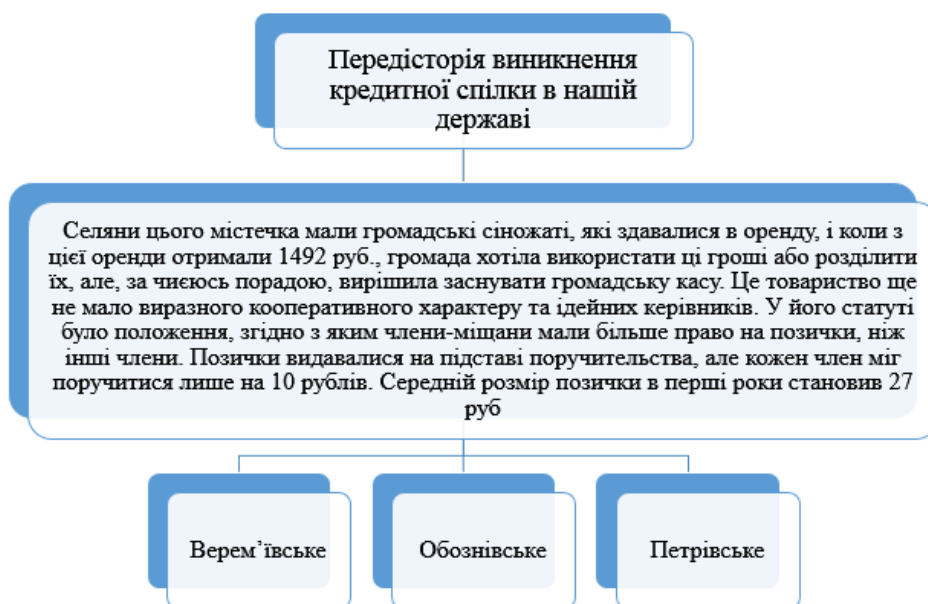 Передісторія виникнення
кредитної спілки в нашій
державі
Селяни цього містечка мали громадські сіножаті, які здавалися в оренду, і коли з
цієї оренди отримали 1492 руб., громада хотіла використати ці гроші або розділити
їх, але, за чиєюсь порадою, вирішила заснувати громадську касу. Це товариство ще
не мало виразного кооперативного характеру та ідейних керівників. У його статуті
було положення, згідно з яким члени-міщани мали більше право на позички, ніж
інші члени. Позички видавалися на підставі поручительства, але кожен член міг
поручитися лише на 10 рублів. Середній розмір позички в перші роки становив 27
руб
Верем’ївське
Обознівське
Петрівське